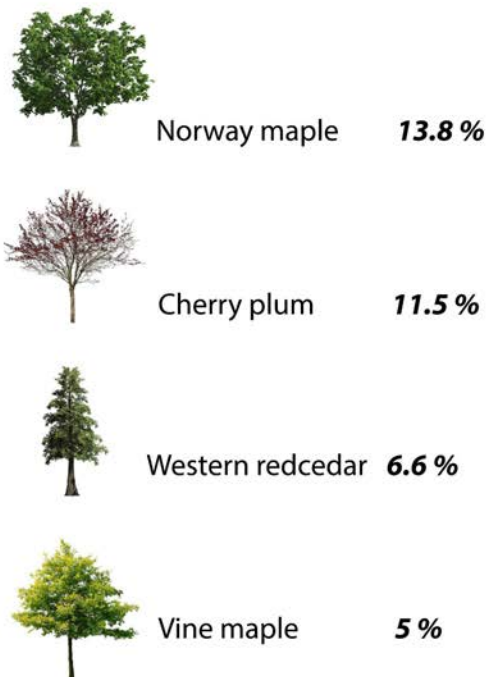 Norway maple 13.8 %
Cherry plum 11.5 %
Western redcedar 6.6 %
Vine maple 5 %